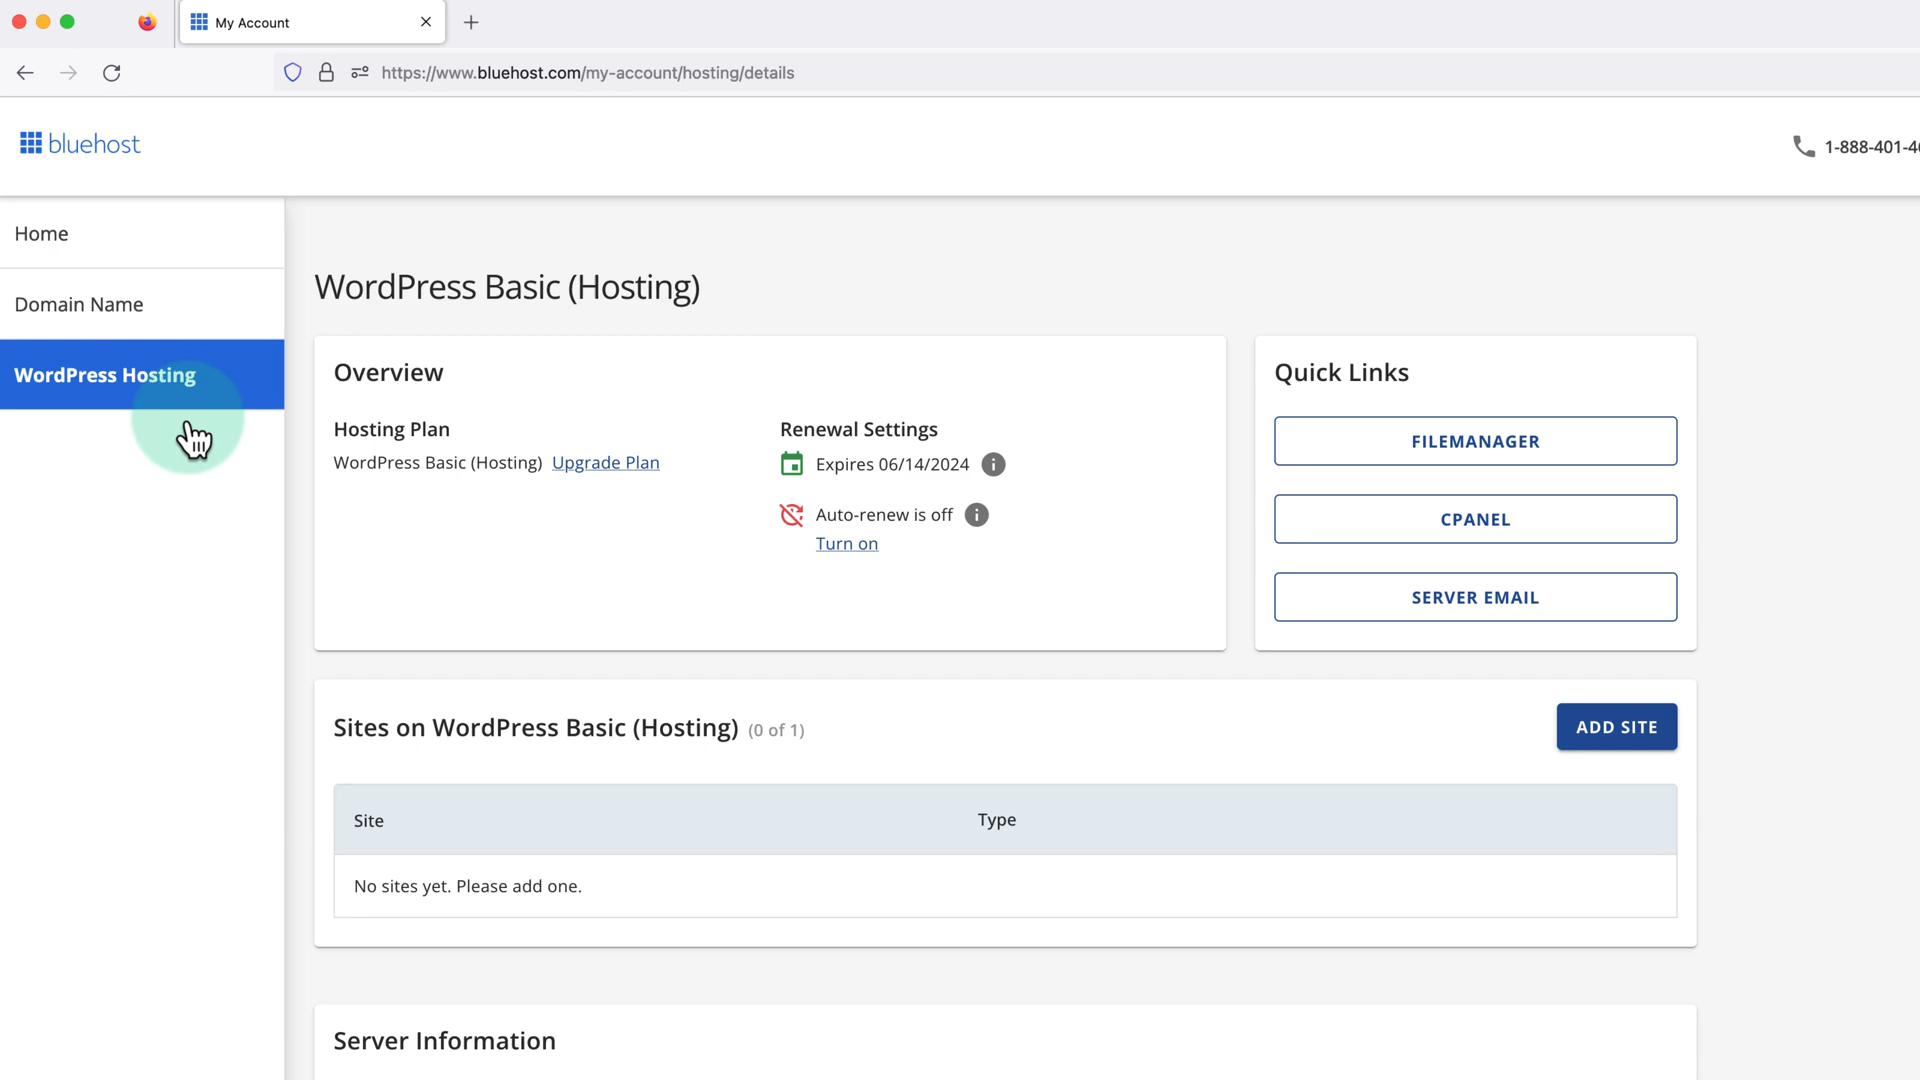 My Account
https://www.bluehost.com/my-account/hosting/details
bluehost
1-888-401-4
Home
Domain Name
WordPress Hosting
WordPress Basic (Hosting)
Overview
Hosting Plan
WordPress Basic (Hosting) Upgrade Plan
Renewal Settings
Expires 06/14/2024
Auto-renew is off
Turn on
Quick Links
FILEMANAGER
CPANEL
SERVER EMAIL
Sites on WordPress Basic (Hosting) (0 of 1)
ADD SITE
Site Type
No sites yet. Please add one.
Server Information